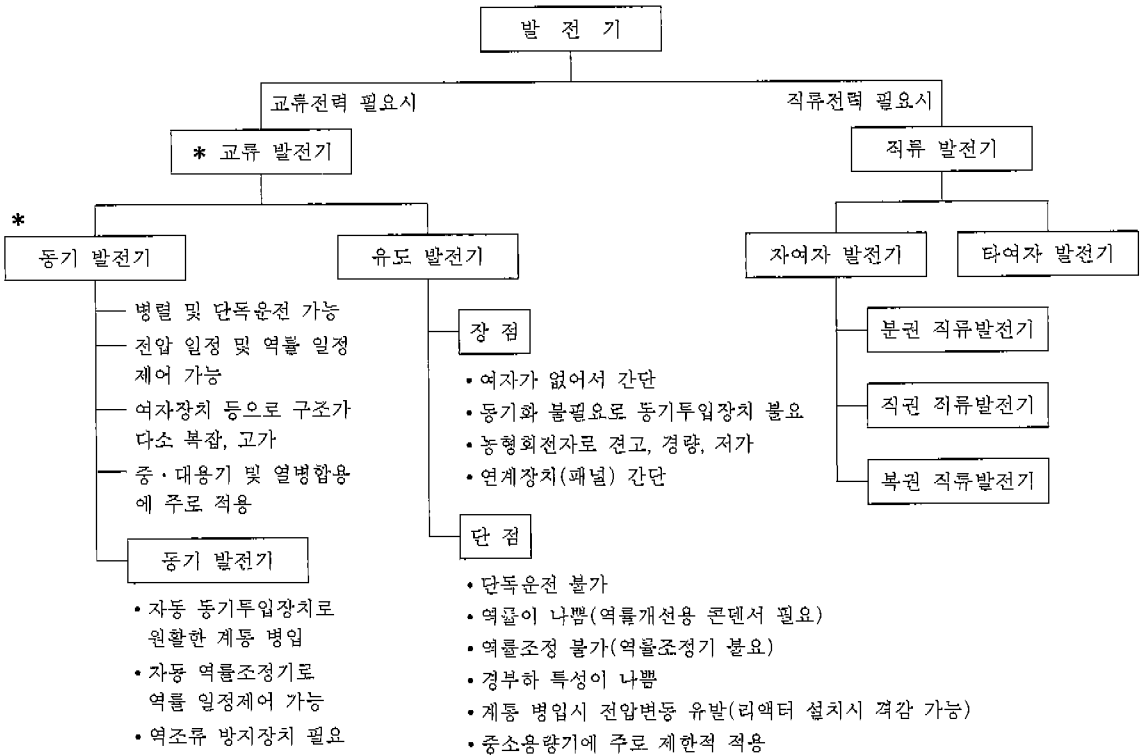 발 전 기
교류전력 필요시
직류전력 필요시
* 교류 발전기
직류 발전기
*
동기 발전기
유도 발전기
자여자 발전기
타여자 발전기
병렬 및 단독운전 가능
전압 일정 및 역률 일정
제어 가능
여자장치 등으로 구조가
다소 복잡, 고가
중·대용기 및 열병합용
에 주로 적용
동기 발전기
• 자동 동기투입장치로
원활한 계통 병입
• 자동 역률조정기로
역률 일정제어 가능
• 역조류 방지장치 필요
장 점
• 여자가 없어서 간단
• 동기화 불필요로 동기투입장치 불요
• 농형회전자로 견고, 경량, 저가
• 연계장치(패널) 간단
단 점
• 단독운전 불가
• 역률이 나쁨(역률개선용 콘덴서 필요)
• 역률조정 불가(역률조정기 불요)
• 경부하 특성이 나쁨
• 계통 병입시 전압변동 유발(리액터 설치시 격감 가능)
• 중소용량기에 주로 제한적 적용
분권 직류발전기
직권 직류발전기
복권 직류발전기